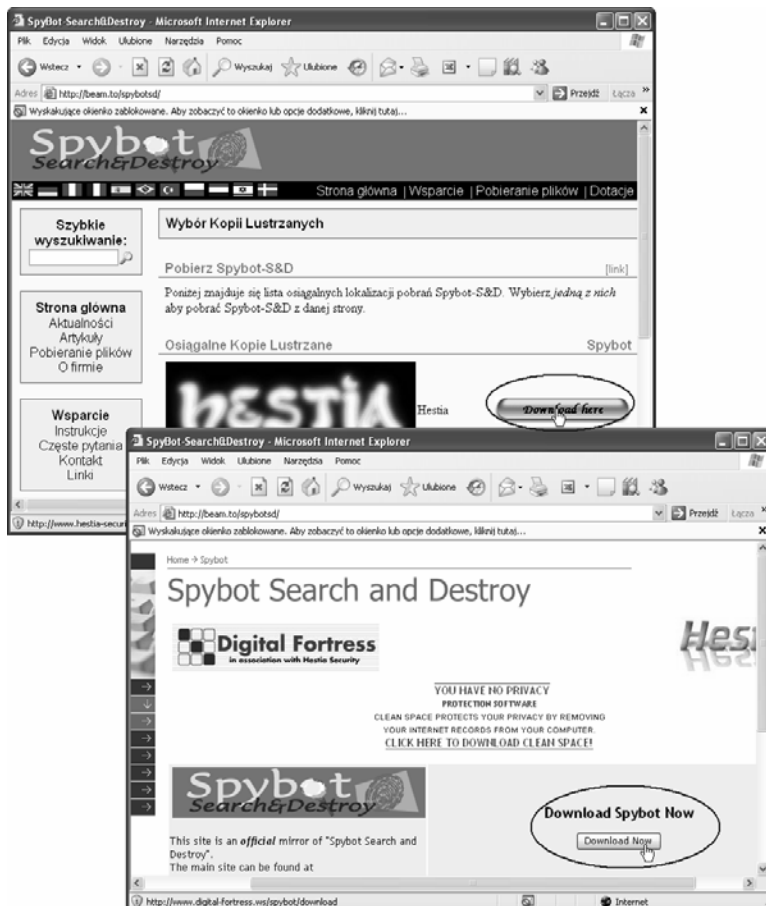 SpyBot-Search&Destroy - Microsoft Internet Explorer
Plik Edycja Widok Ulubione Narzędzia Pomoc
Wstecz Wyszukaj Ulubione
Adres http://beam.to/spybotsd/ Przejdź Łącza »
Wyskakujące okienko zablokowane. Aby zobaczyć to okienko lub opcje dodatkowe, kliknij tutaj...
Spybot
Search&Destroy
Strona główna | Wsparcie | Pobieranie plików | Dotacje
Szybkie
wyszukiwanie:
Strona główna
Aktualności
Artykuły
Pobieranie plików
O firmie
Wsparcie
Instrukcje
Częste pytania
Kontakt
Linki
Wybór Kopii Lustrzanych
Pobierz Spybot-S&D [link]
Poniżej znajduje się lista osiągalnych lokalizacji pobrań Spybot-S&D. Wybierz jedną z nich
aby pobrać Spybot-S&D z danej strony.
Osiągalne Kopie Lustrzane Spybot
hestia
Hestia
Download here
http://www.hestia-securi
SpyBot-Search&Destroy - Microsoft Internet Explorer
Plik Edycja Widok Ulubione Narzędzia Pomoc
Wstecz Wyszukaj Ulubione
Adres http://beam.to/spybotsd/ Przejdź Łącza »
Wyskakujące okienko zablokowane. Aby zobaczyć to okienko lub opcje dodatkowe, kliknij tutaj...
Home → Spybot
Spybot Search and Destroy
Digital Fortress
in association with Hestia Security
Hes
YOU HAVE NO PRIVACY
PROTECTION SOFTWARE
CLEAN SPACE PROTECTS YOUR PRIVACY BY REMOVING
YOUR INTERNET RECORDS FROM YOUR COMPUTER.
CLICK HERE TO DOWNLOAD CLEAN SPACE!
Spybot
Search&Destroy
This site is an official mirror of "Spybot Search and
Destroy".
The main site can be found at
Download Spybot Now
Download Now
http://www.digital-fortress.ws/spybot/download Internet